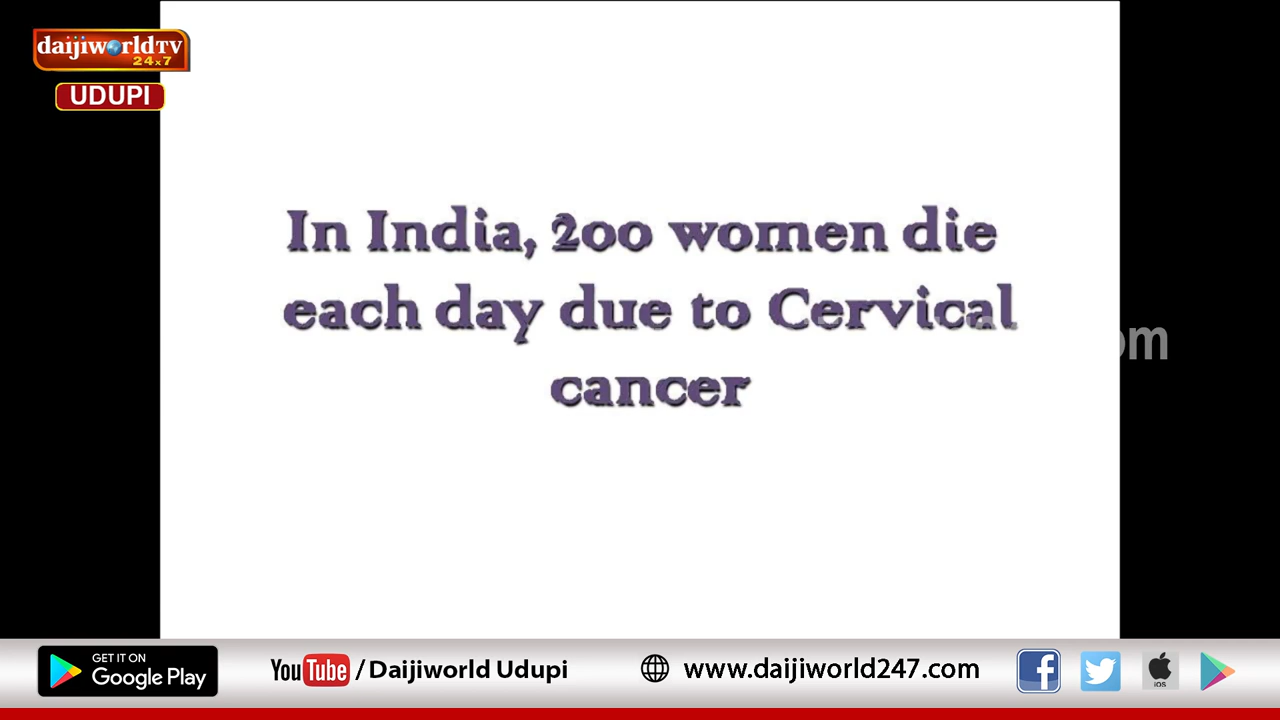 daijiworldTV
24x7
UDUPI
In India, 200 women die
each day due to Cervical
cancer
om
GET IT ON
Google Play
YouTube / Daijiworld Udupi
www.daijiworld247.com
iOS